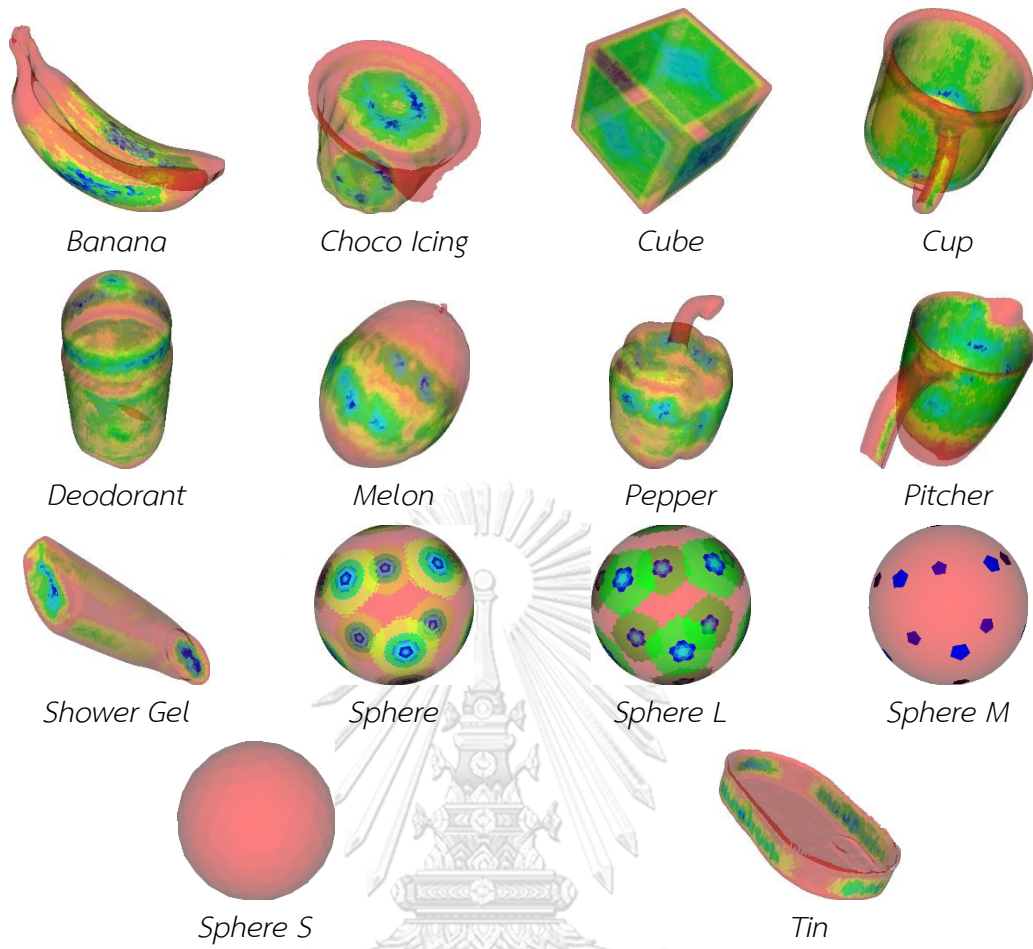 Banana
Choco Icing
Cube
Cup
Deodorant
Melon
Pepper
Pitcher
Shower Gel
Sphere
Sphere L
Sphere M
Sphere S
Tin